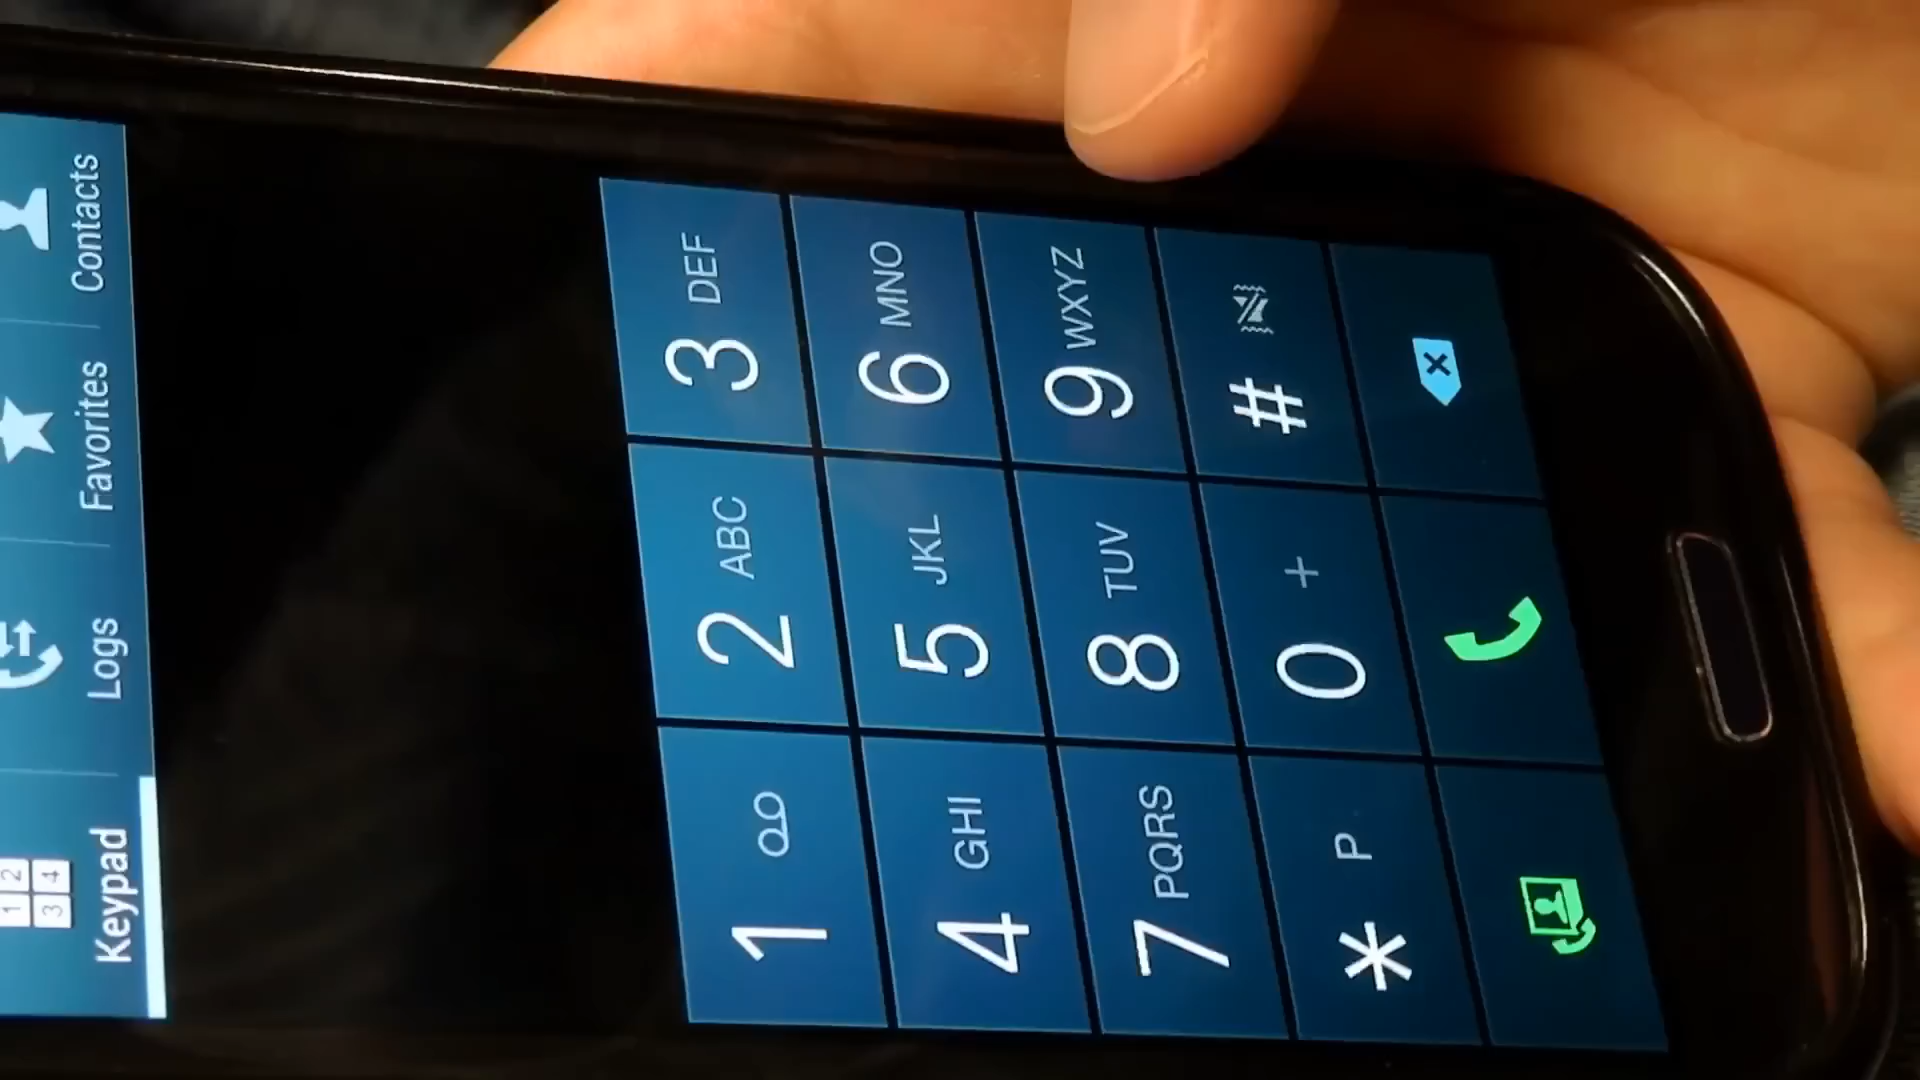 1 2
3 4
Keypad
Logs
Favorites
Contacts
1
2 ABC
3 DEF
4 GHI
5 JKL
6 MNO
7 PQRS
8 TUV
9 WXYZ
* P
0 +
#